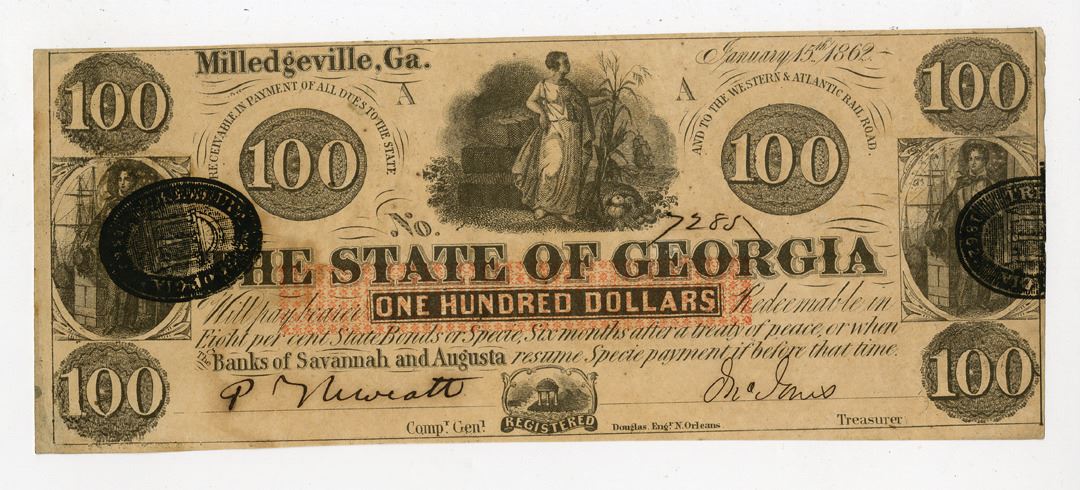 100
Milledgeville, Ga.
January 15th 1862
100
RECEIVABLE IN PAYMENT OF ALL DUES TO THE STATE
A
A
AND TO THE WESTERN & ATLANTIC RAIL ROAD.
100
100
No. 7285
THE STATE OF GEORGIA
Will pay bearer ONE HUNDRED DOLLARS Redeemable in
Eight per cent. State Bonds or Specie, Six months after a treaty of peace, or when
the Banks of Savannah and Augusta resume Specie payment if before that time.
100
100
Compr. Genl.
REGISTERED
Douglas. Engr. N. Orleans
Treasurer